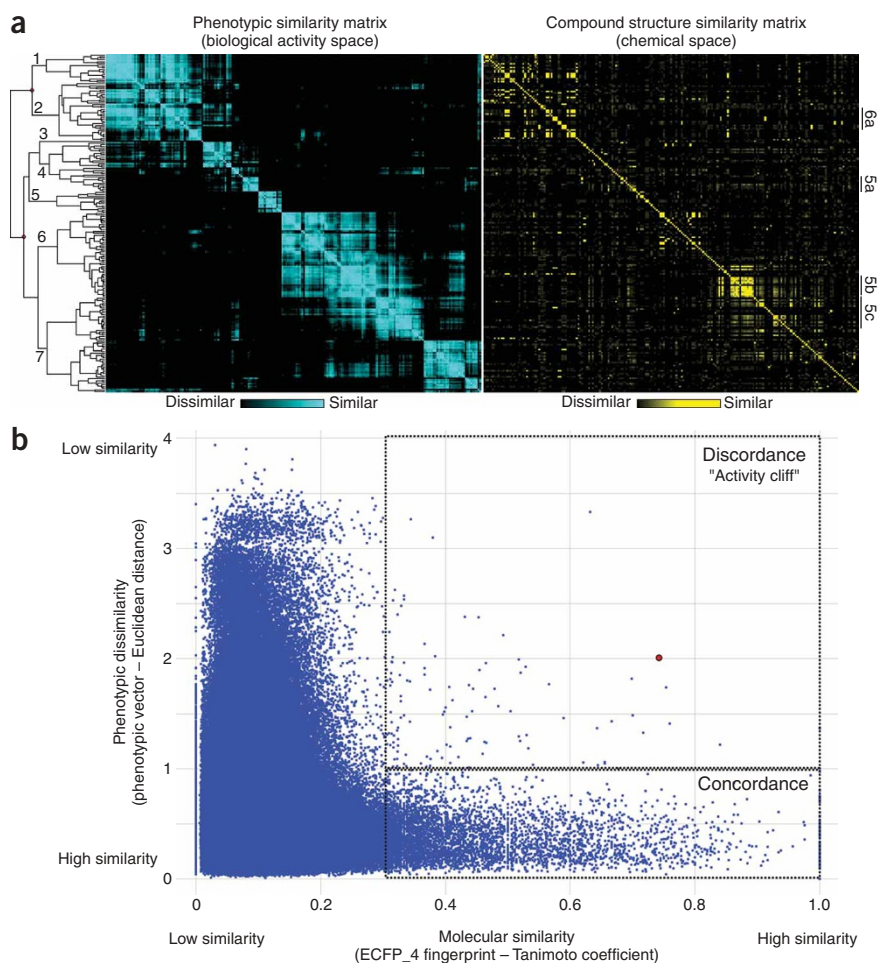 a
Phenotypic similarity matrix
(biological activity space)
Compound structure similarity matrix
(chemical space)
1
2
3
4
5
6
7
6a
5a
5b
5c
Dissimilar
Similar
Dissimilar
Similar
b
Low similarity
4
3
2
1
High similarity
0
Phenotypic dissimilarity
(phenotypic vector – Euclidean distance)
Discordance
"Activity cliff"
Concordance
0
0.2
0.4
0.6
0.8
1.0
Low similarity
Molecular similarity
High similarity
(ECFP_4 fingerprint – Tanimoto coefficient)